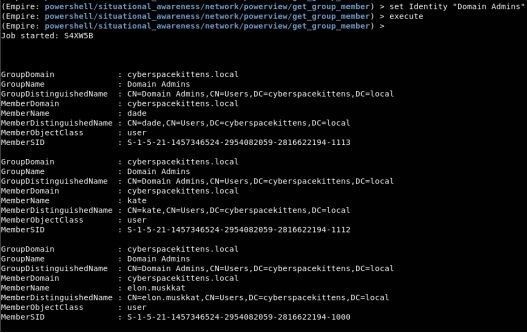 (Empire: powershell/situational_awareness/network/powerview/get_group_member) > set Identity "Domain Admins"
(Empire: powershell/situational_awareness/network/powerview/get_group_member) > execute
(Empire: powershell/situational_awareness/network/powerview/get_group_member) >
Job started: S4XW5B
GroupDomain : cyberspacekittens.local
GroupName : Domain Admins
GroupDistinguishedName : CN=Domain Admins,CN=Users,DC=cyberspacekittens,DC=local
MemberDomain : cyberspacekittens.local
MemberName : dade
MemberDistinguishedName : CN=dade,CN=Users,DC=cyberspacekittens,DC=local
MemberObjectClass : user
MemberSID : S-1-5-21-1457346524-2954082059-2816622194-1113
GroupDomain : cyberspacekittens.local
GroupName : Domain Admins
GroupDistinguishedName : CN=Domain Admins,CN=Users,DC=cyberspacekittens,DC=local
MemberDomain : cyberspacekittens.local
MemberName : kate
MemberDistinguishedName : CN=kate,CN=Users,DC=cyberspacekittens,DC=local
MemberObjectClass : user
MemberSID : S-1-5-21-1457346524-2954082059-2816622194-1112
GroupDomain : cyberspacekittens.local
GroupName : Domain Admins
GroupDistinguishedName : CN=Domain Admins,CN=Users,DC=cyberspacekittens,DC=local
MemberDomain : cyberspacekittens.local
MemberName : elon.muskkat
MemberDistinguishedName : CN=elon.muskkat,CN=Users,DC=cyberspacekittens,DC=local
MemberObjectClass : user
MemberSID : S-1-5-21-1457346524-2954082059-2816622194-1000